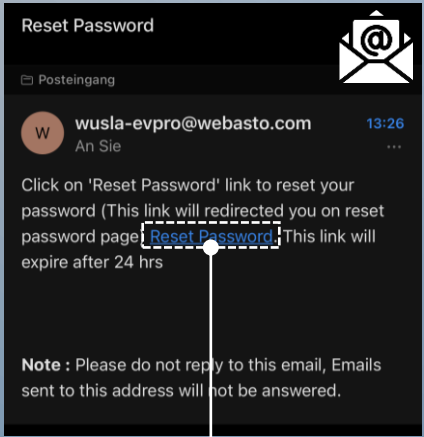 Reset Password
Posteingang
wusla-evpro@webasto.com
13:26
W
An Sie
Click on 'Reset Password' link to reset your
password (This link will redirected you on reset
password page) Reset Password. This link will
expire after 24 hrs
Note : Please do not reply to this email, Emails
sent to this address will not be answered.